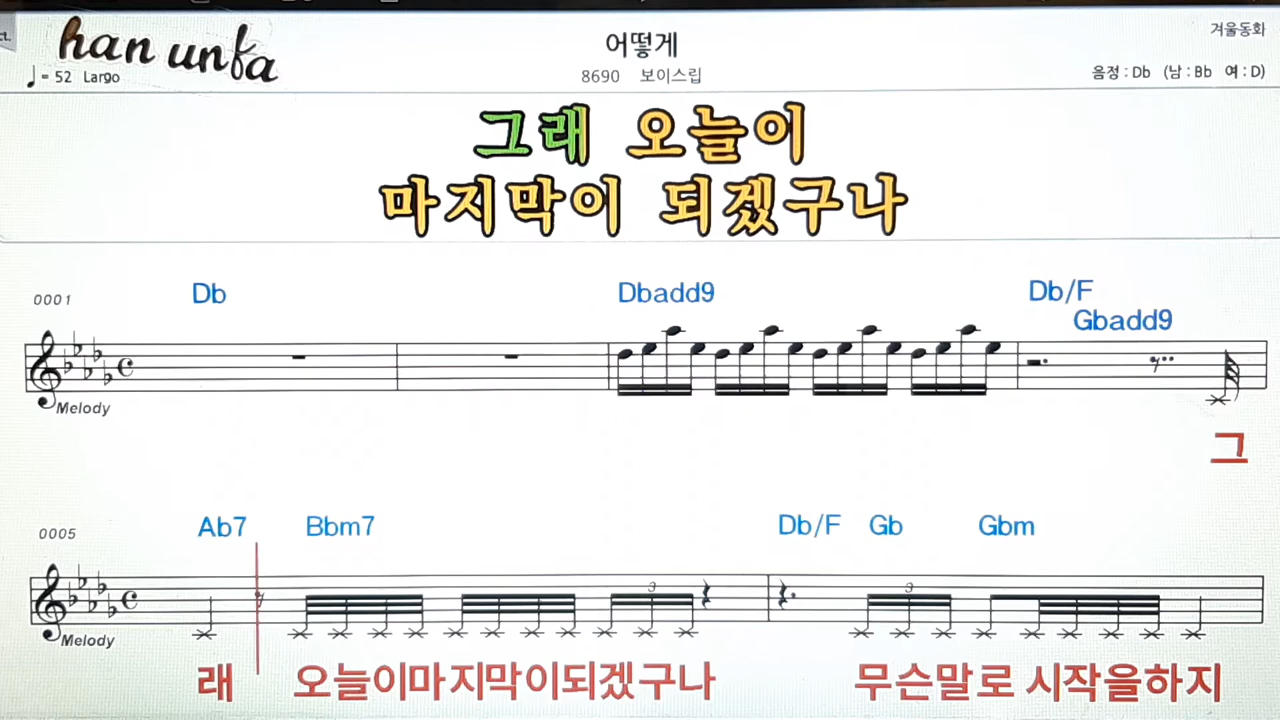 ct.
han unfa
♩= 52 Largo
어떻게
8690 보이스립
겨울동화
음정 : Db (남 : Bb 여 : D)
그래 오늘이
마지막이 되겠구나
0001
Db Dbadd9 Db/F Gbadd9
Melody
그
0005
Ab7 Bbm7 Db/F Gb Gbm
3 3
Melody
래 오늘이마지막이되겠구나 무슨말로 시작을하지